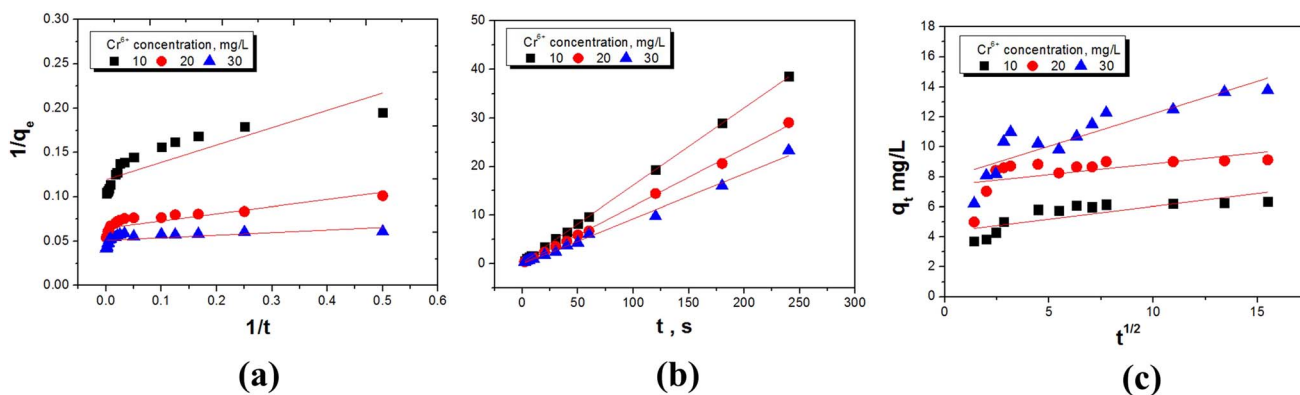 0.30
0.25
0.20
0.15
0.10
0.05
0.00
1/qₑ
Cr⁶⁺ concentration, mg/L
10 20 30
0.0 0.1 0.2 0.3 0.4 0.5 0.6
1/t
(a)
50
40
30
20
10
0
Cr⁶⁺ concentration, mg/L
10 20 30
0 50 100 150 200 250 300
t , s
(b)
18
16
14
12
10
8
6
4
2
0
qₜ mg/L
Cr⁶⁺ concentration, mg/L
10 20 30
0 5 10 15
t¹/²
(c)